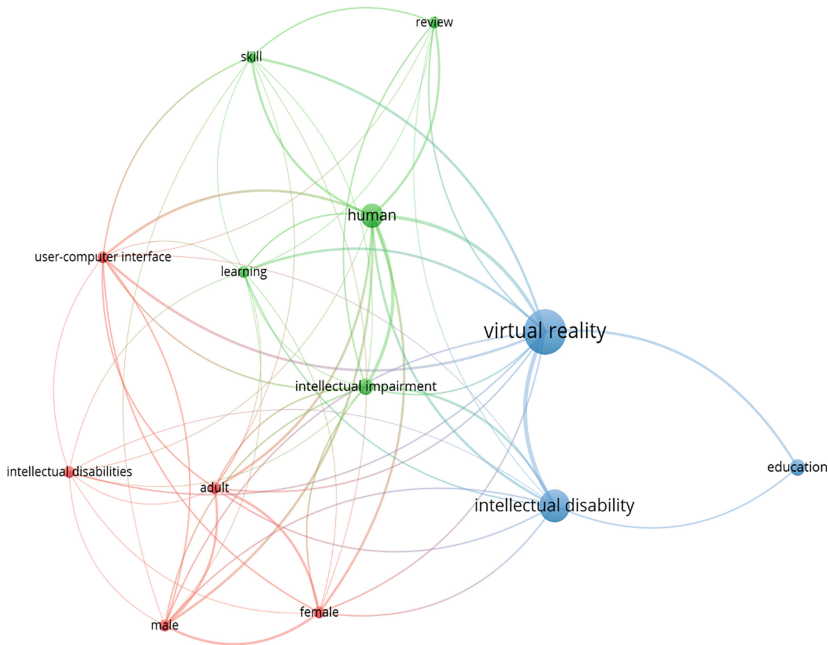 review
skill
human
user-computer interface
learning
virtual reality
intellectual impairment
education
intellectual disabilities
adult
intellectual disability
female
male